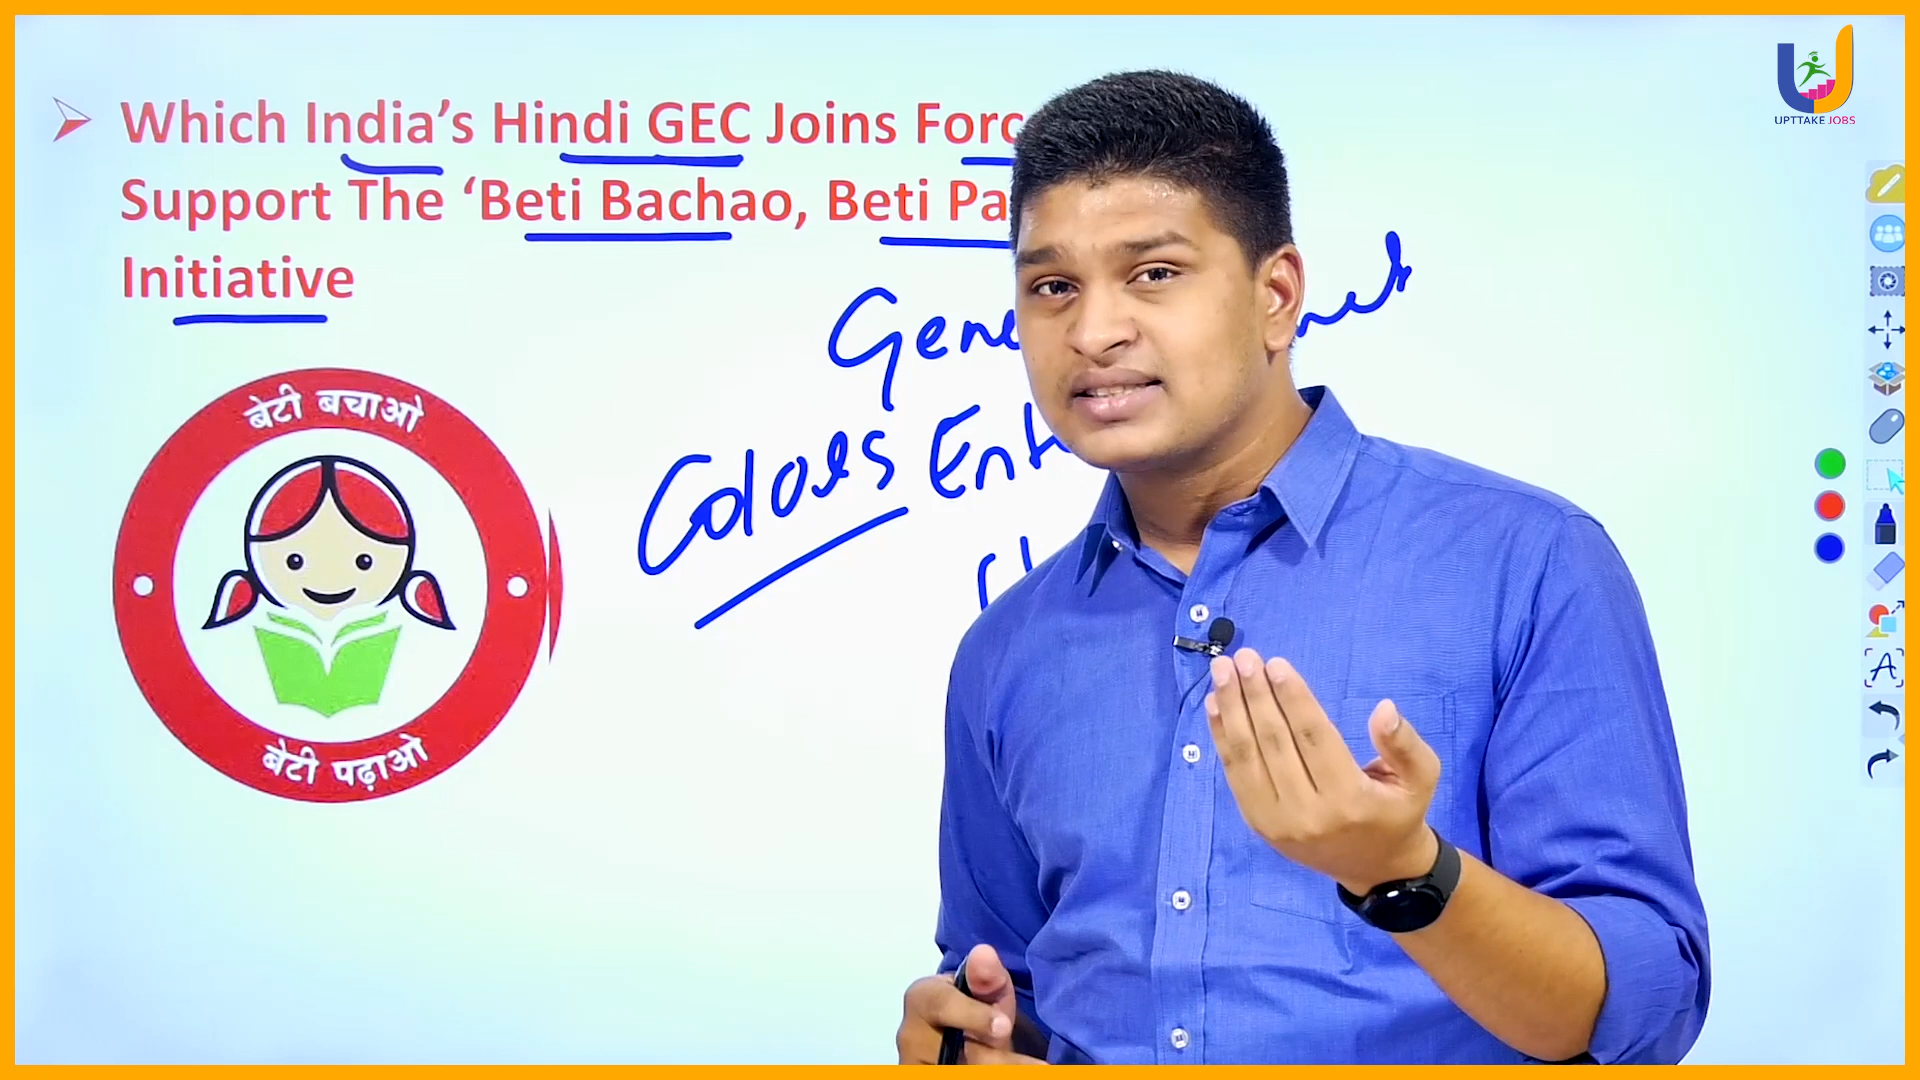 Which India's Hindi GEC Joins Forc
Support The ‘Beti Bachao, Beti Pa
Initiative
Gene
Colors Ent
बेटी बचाओ
बेटी पढ़ाओ
UPTTAKE JOBS